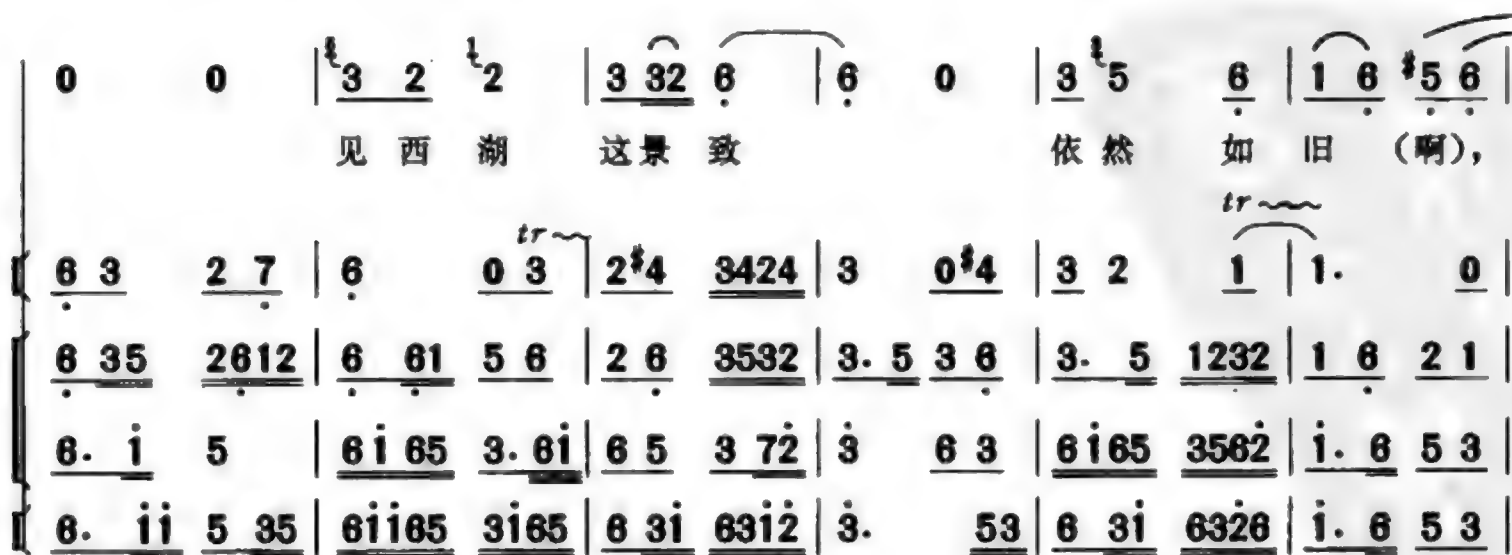 0 0 | 3 2 2 | 3 32 6 | 6 0 | 3 5 6 | 1 6 #5 6 |
见 西 湖 这 景 致 依 然 如 旧 （啊），
tr tr
6 3 2 7 | 6 0 3 | 2 #4 3424 | 3 0 #4 | 3 2 1 | 1. 0 |
6 35 2612 | 6 61 5 6 | 2 6 3532 | 3. 5 3 6 | 3. 5 1232 | 1 6 2 1 |
6. i 5 | 6i65 3. 6i | 6 5 3 72 | 3 6 3 | 6i65 3562 | i. 6 5 3 |
6. ii 5 35 | 6ii65 3i65 | 6 3i 63i2 | 3. 53 | 6 3i 6326 | i. 6 5 3 |